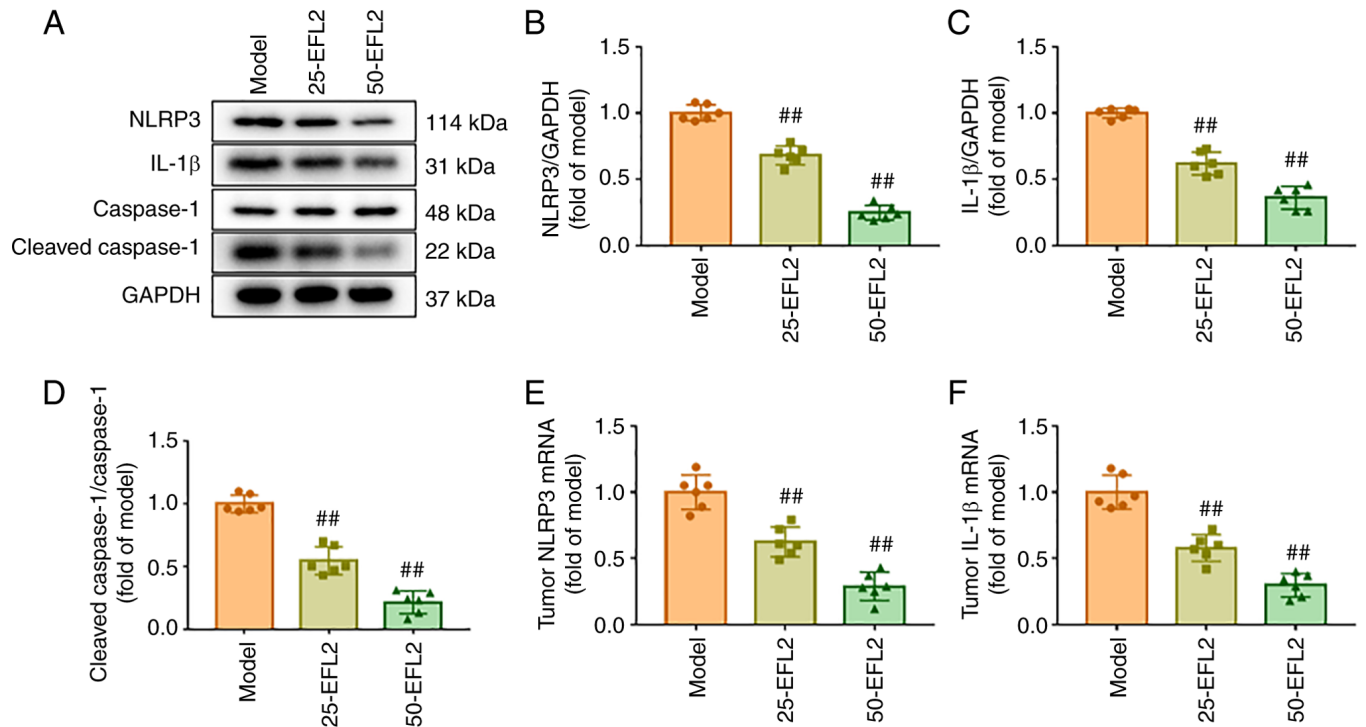 A
Model
25-EFL2
50-EFL2
NLRP3
114 kDa
IL-1β
31 kDa
Caspase-1
48 kDa
Cleaved caspase-1
22 kDa
GAPDH
37 kDa
B
NLRP3/GAPDH
(fold of model)
1.5
1.0
0.5
0.0
##
##
Model
25-EFL2
50-EFL2
C
IL-1β/GAPDH
(fold of model)
1.5
1.0
0.5
0.0
##
##
Model
25-EFL2
50-EFL2
D
Cleaved caspase-1/caspase-1
(fold of model)
1.5
1.0
0.5
0.0
##
##
Model
25-EFL2
50-EFL2
E
Tumor NLRP3 mRNA
(fold of model)
1.5
1.0
0.5
0.0
##
##
Model
25-EFL2
50-EFL2
F
Tumor IL-1β mRNA
(fold of model)
1.5
1.0
0.5
0.0
##
##
Model
25-EFL2
50-EFL2